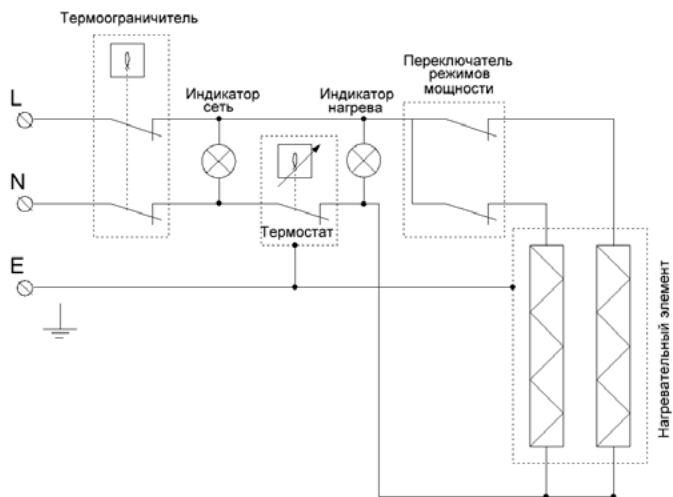 Термоограничитель
Индикатор
сеть
Индикатор
нагрева
Переключатель
режимов
мощности
L
N
Термостат
E
Нагревательный элемент